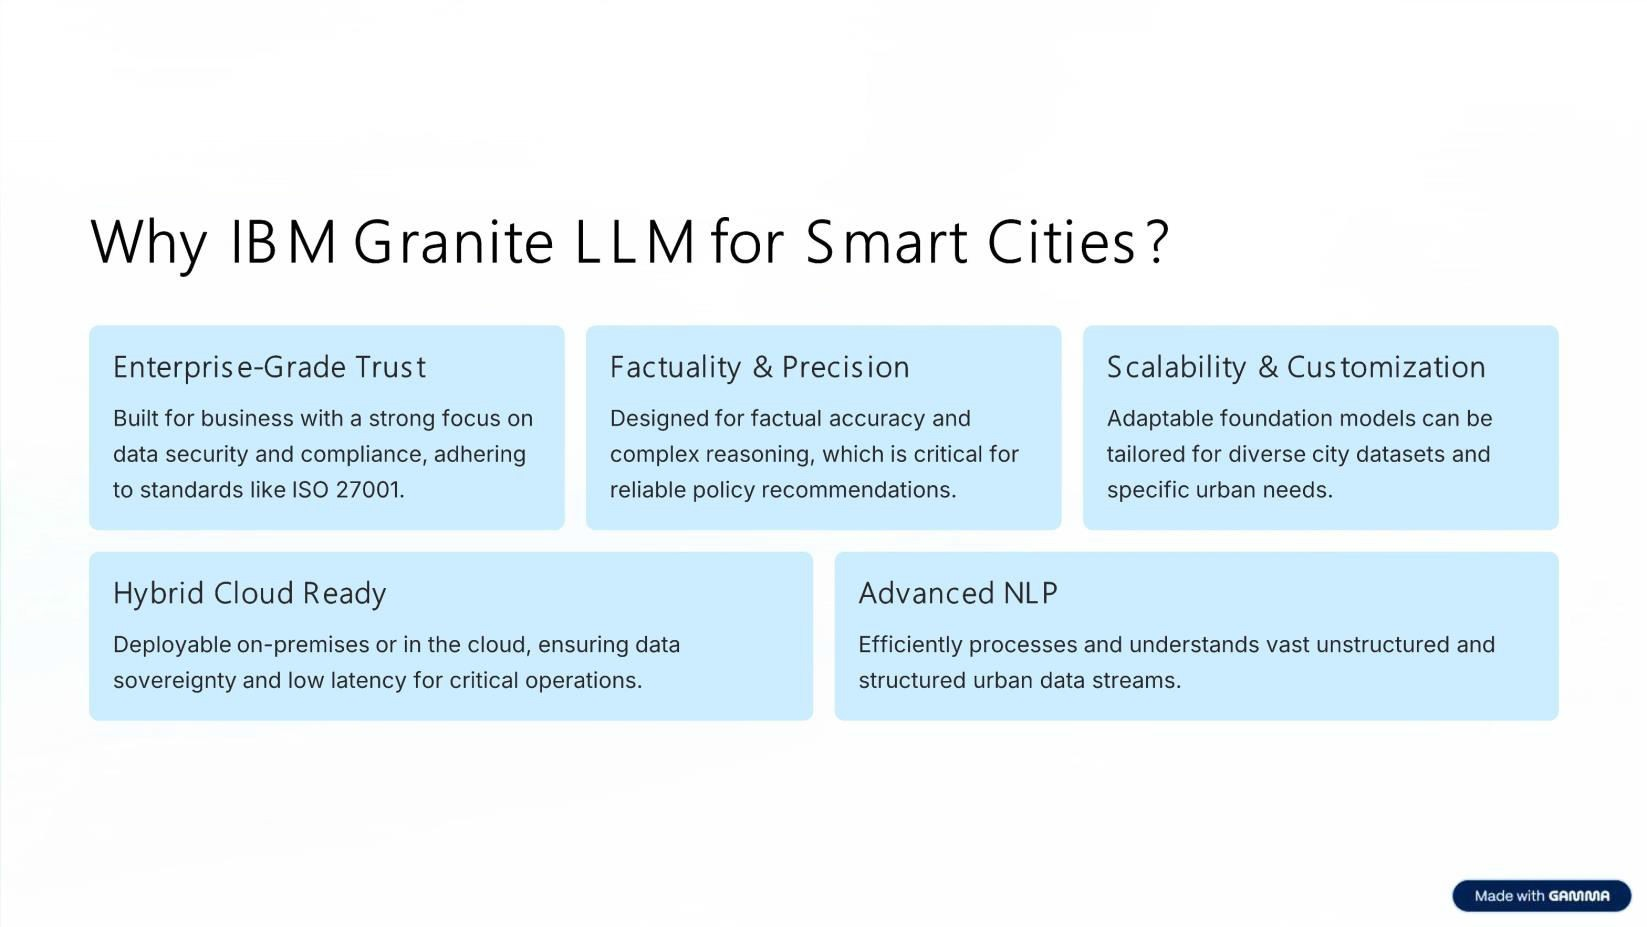 Why IBM Granite LLM for Smart Cities?
Enterprise-Grade Trust
Built for business with a strong focus on
data security and compliance, adhering
to standards like ISO 27001.
Factuality & Precision
Designed for factual accuracy and
complex reasoning, which is critical for
reliable policy recommendations.
Scalability & Customization
Adaptable foundation models can be
tailored for diverse city datasets and
specific urban needs.
Hybrid Cloud Ready
Deployable on-premises or in the cloud, ensuring data
sovereignty and low latency for critical operations.
Advanced NLP
Efficiently processes and understands vast unstructured and
structured urban data streams.
Made with GAMMA